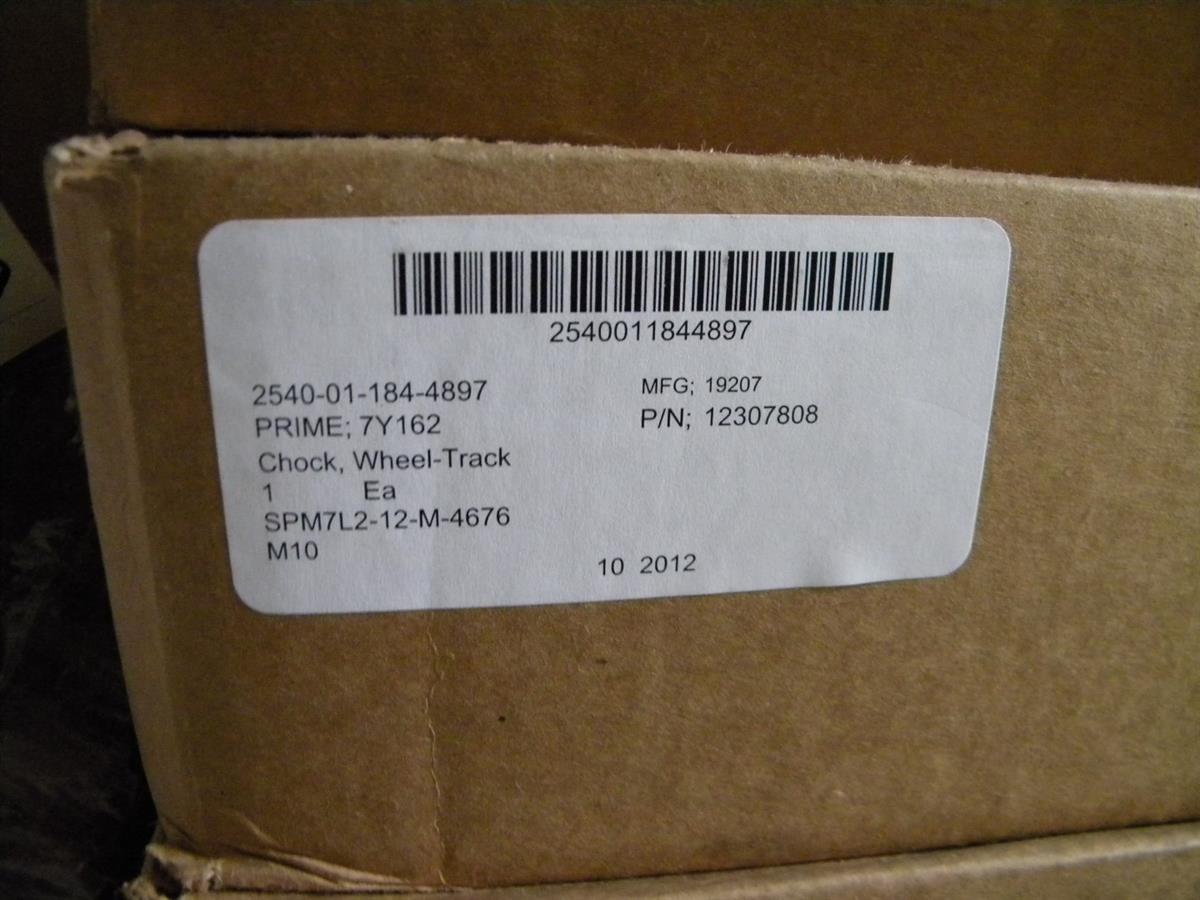 2540011844897
2540-01-184-4897
MFG; 19207
PRIME; 7Y162
P/N; 12307808
Chock, Wheel-Track
1 Ea
SPM7L2-12-M-4676
M10
10 2012